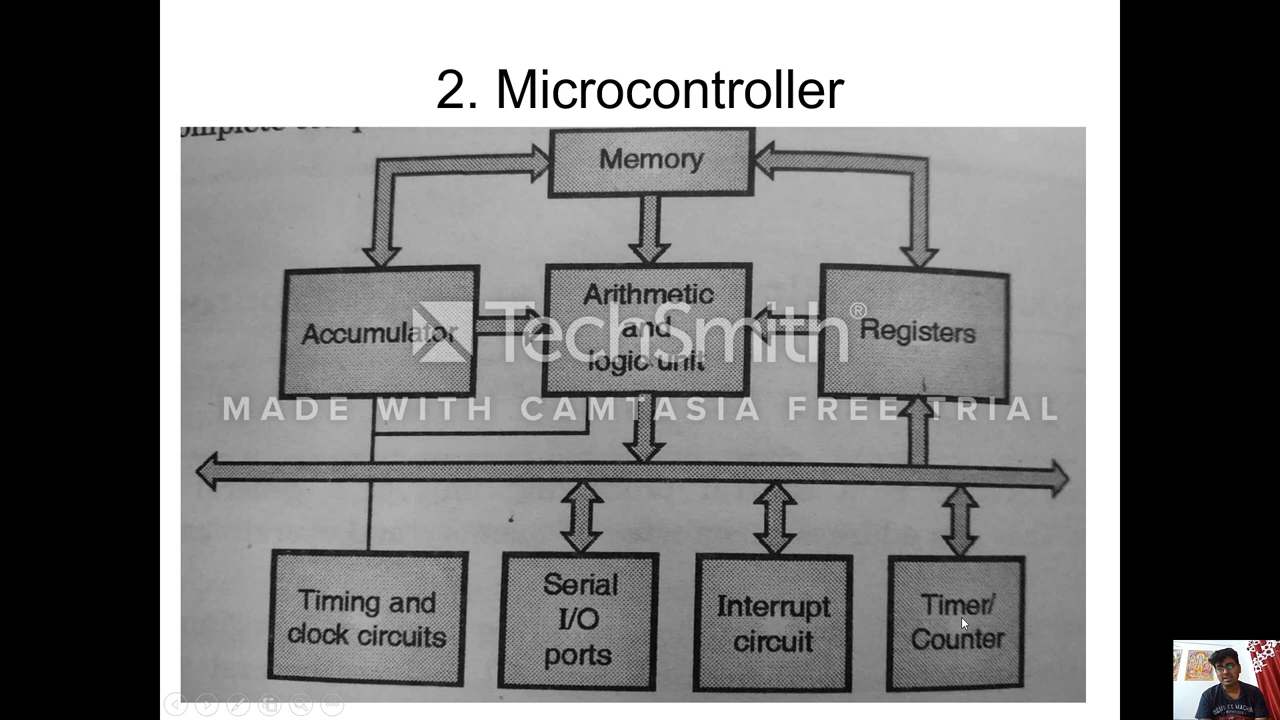 2. Microcontroller
Memory
Accumulator
Arithmetic
and
logic unit
Registers
TechSmith®
MADE WITH CAMTASIA FREE TRIAL
Timing and
clock circuits
Serial
I/O
ports
Interrupt
circuit
Timer/
Counter